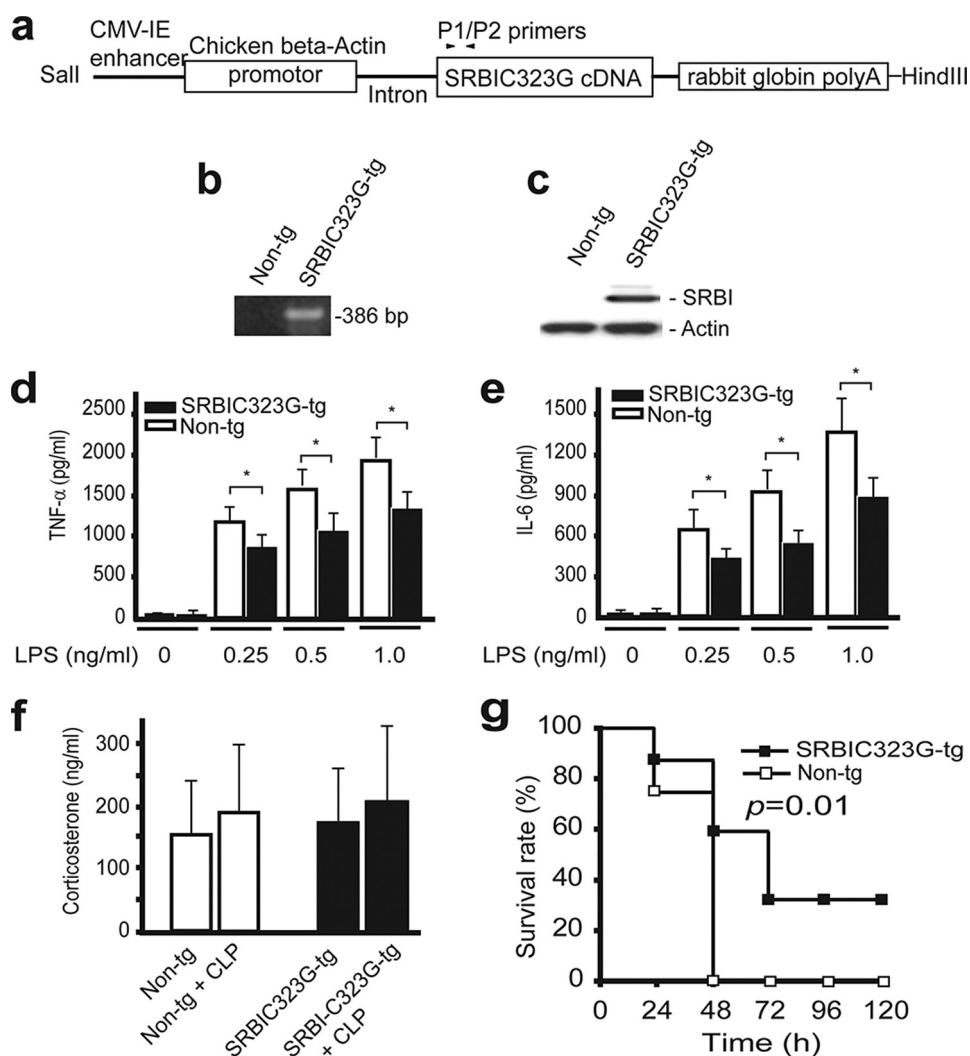 a
CMV-IE
enhancer
Chicken beta-Actin
P1/P2 primers
SalI
promotor
Intron
SRBIC323G cDNA
rabbit globin polyA
HindIII
b
Non-tg
SRBIC323G-tg
-386 bp
c
Non-tg
SRBIC323G-tg
- SRBI
- Actin
d
TNF-α (pg/ml)
2500
2000
1500
1000
500
0
SRBIC323G-tg
Non-tg
*
*
*
LPS (ng/ml)
0
0.25
0.5
1.0
e
IL-6 (pg/ml)
1500
1200
900
600
300
0
SRBIC323G-tg
Non-tg
*
*
*
LPS (ng/ml)
0
0.25
0.5
1.0
f
Corticosterone (ng/ml)
300
200
100
0
Non-tg
Non-tg + CLP
SRBIC323G-tg
SRBI-C323G-tg
+ CLP
g
Survival rate (%)
100
80
60
40
20
0
SRBIC323G-tg
Non-tg
p=0.01
0 24 48 72 96 120
Time (h)